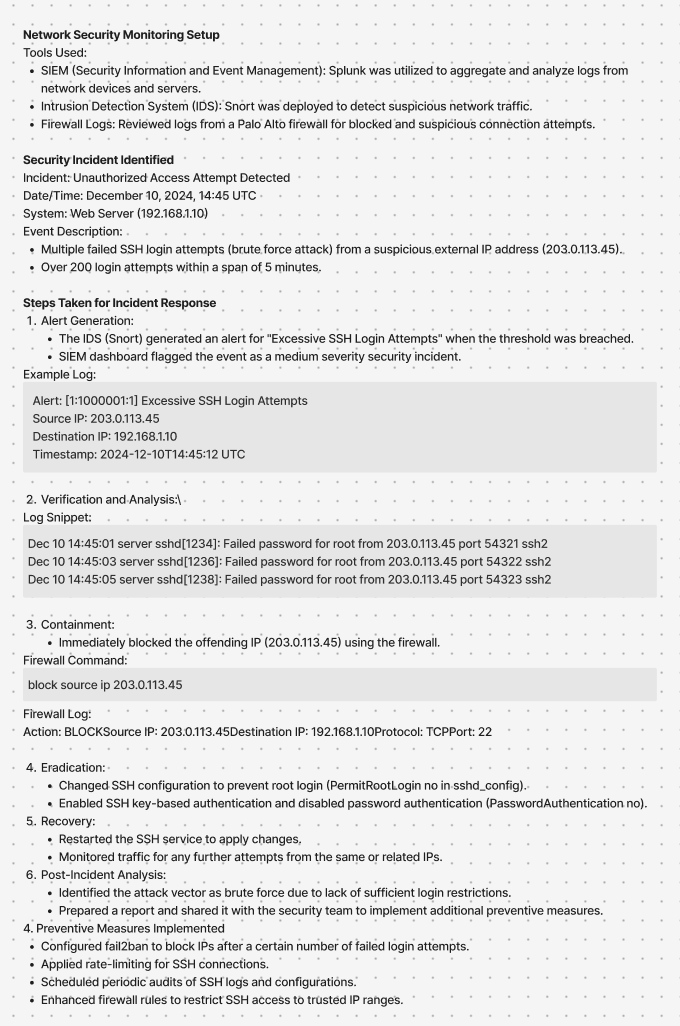 Network Security Monitoring Setup
Tools Used:
• SIEM (Security Information and Event Management): Splunk was utilized to aggregate and analyze logs from
network devices and servers.
• Intrusion Detection System (IDS): Snort was deployed to detect suspicious network traffic.
• Firewall Logs: Reviewed logs from a Palo Alto firewall for blocked and suspicious connection attempts.
Security Incident Identified
Incident: Unauthorized Access Attempt Detected
Date/Time: December 10, 2024, 14:45 UTC
System: Web Server (192.168.1.10)
Event Description:
• Multiple failed SSH login attempts (brute force attack) from a suspicious external IP address (203.0.113.45).
• Over 200 login attempts within a span of 5 minutes.
Steps Taken for Incident Response
1. Alert Generation:
• The IDS (Snort) generated an alert for "Excessive SSH Login Attempts" when the threshold was breached.
• SIEM dashboard flagged the event as a medium severity security incident.
Example Log:
Alert: [1:1000001:1] Excessive SSH Login Attempts
Source IP: 203.0.113.45
Destination IP: 192.168.1.10
Timestamp: 2024-12-10T14:45:12 UTC
2. Verification and Analysis:\
Log Snippet:
Dec 10 14:45:01 server sshd[1234]: Failed password for root from 203.0.113.45 port 54321 ssh2
Dec 10 14:45:03 server sshd[1236]: Failed password for root from 203.0.113.45 port 54322 ssh2
Dec 10 14:45:05 server sshd[1238]: Failed password for root from 203.0.113.45 port 54323 ssh2
3. Containment:
• Immediately blocked the offending IP (203.0.113.45) using the firewall.
Firewall Command:
block source ip 203.0.113.45
Firewall Log:
Action: BLOCKSource IP: 203.0.113.45Destination IP: 192.168.1.10Protocol: TCPPort: 22
4. Eradication:
• Changed SSH configuration to prevent root login (PermitRootLogin no in sshd_config).
• Enabled SSH key-based authentication and disabled password authentication (PasswordAuthentication no).
5. Recovery:
• Restarted the SSH service to apply changes.
• Monitored traffic for any further attempts from the same or related IPs.
6. Post-Incident Analysis:
• Identified the attack vector as brute force due to lack of sufficient login restrictions.
• Prepared a report and shared it with the security team to implement additional preventive measures.
4. Preventive Measures Implemented
• Configured fail2ban to block IPs after a certain number of failed login attempts.
• Applied rate-limiting for SSH connections.
• Scheduled periodic audits of SSH logs and configurations.
• Enhanced firewall rules to restrict SSH access to trusted IP ranges.